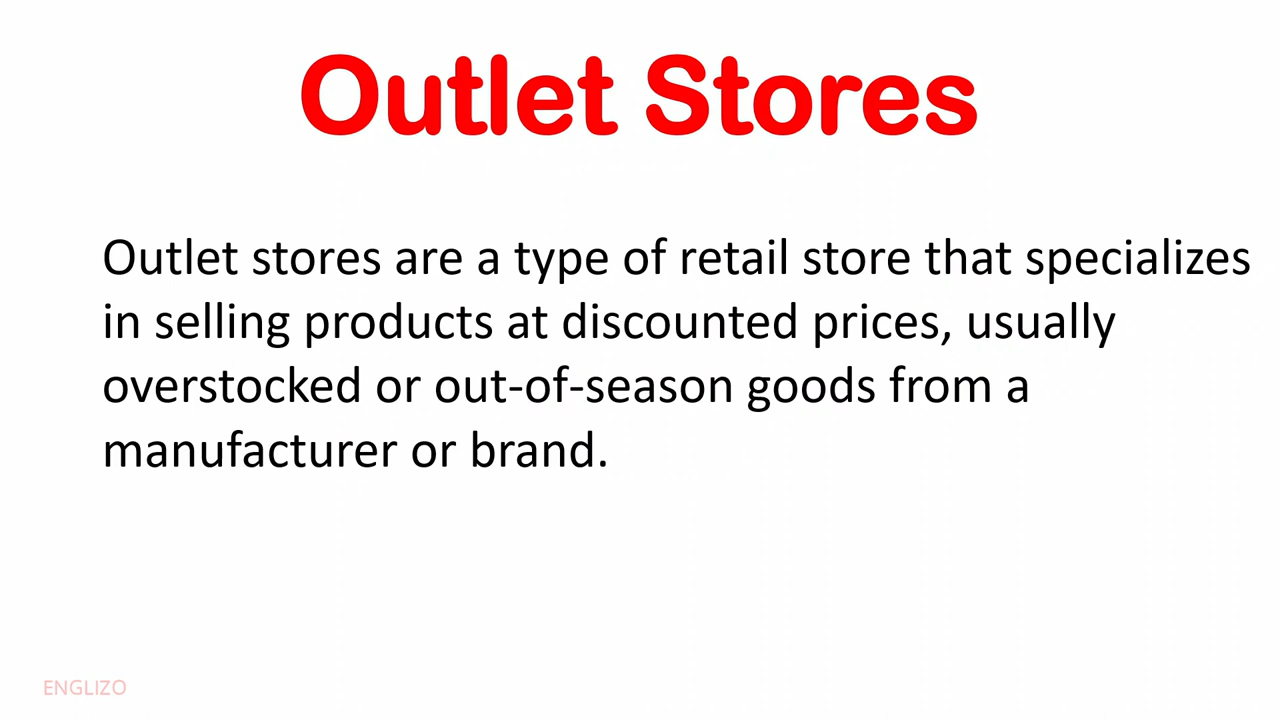 Outlet Stores
Outlet stores are a type of retail store that specializes
in selling products at discounted prices, usually
overstocked or out-of-season goods from a
manufacturer or brand.
ENGLIZO